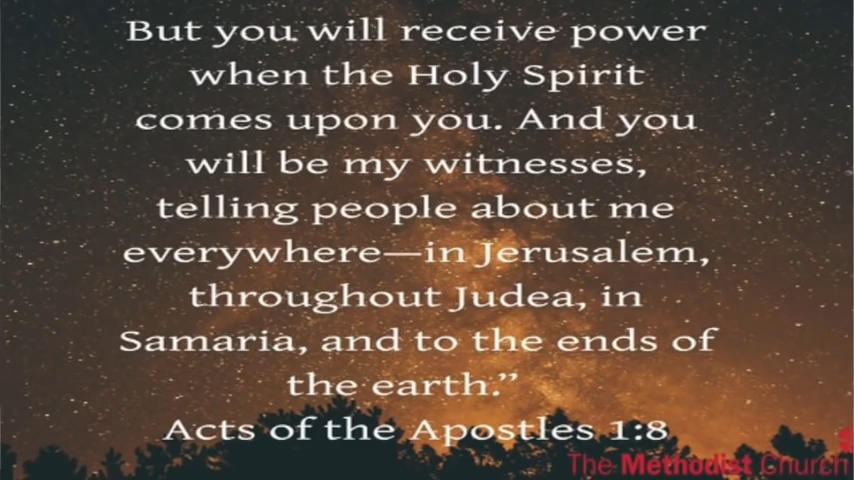 But you will receive power
when the Holy Spirit
comes upon you. And you
will be my witnesses,
telling people about me
everywhere—in Jerusalem,
throughout Judea, in
Samaria, and to the ends of
the earth.”
Acts of the Apostles 1:8
The Methodist Church